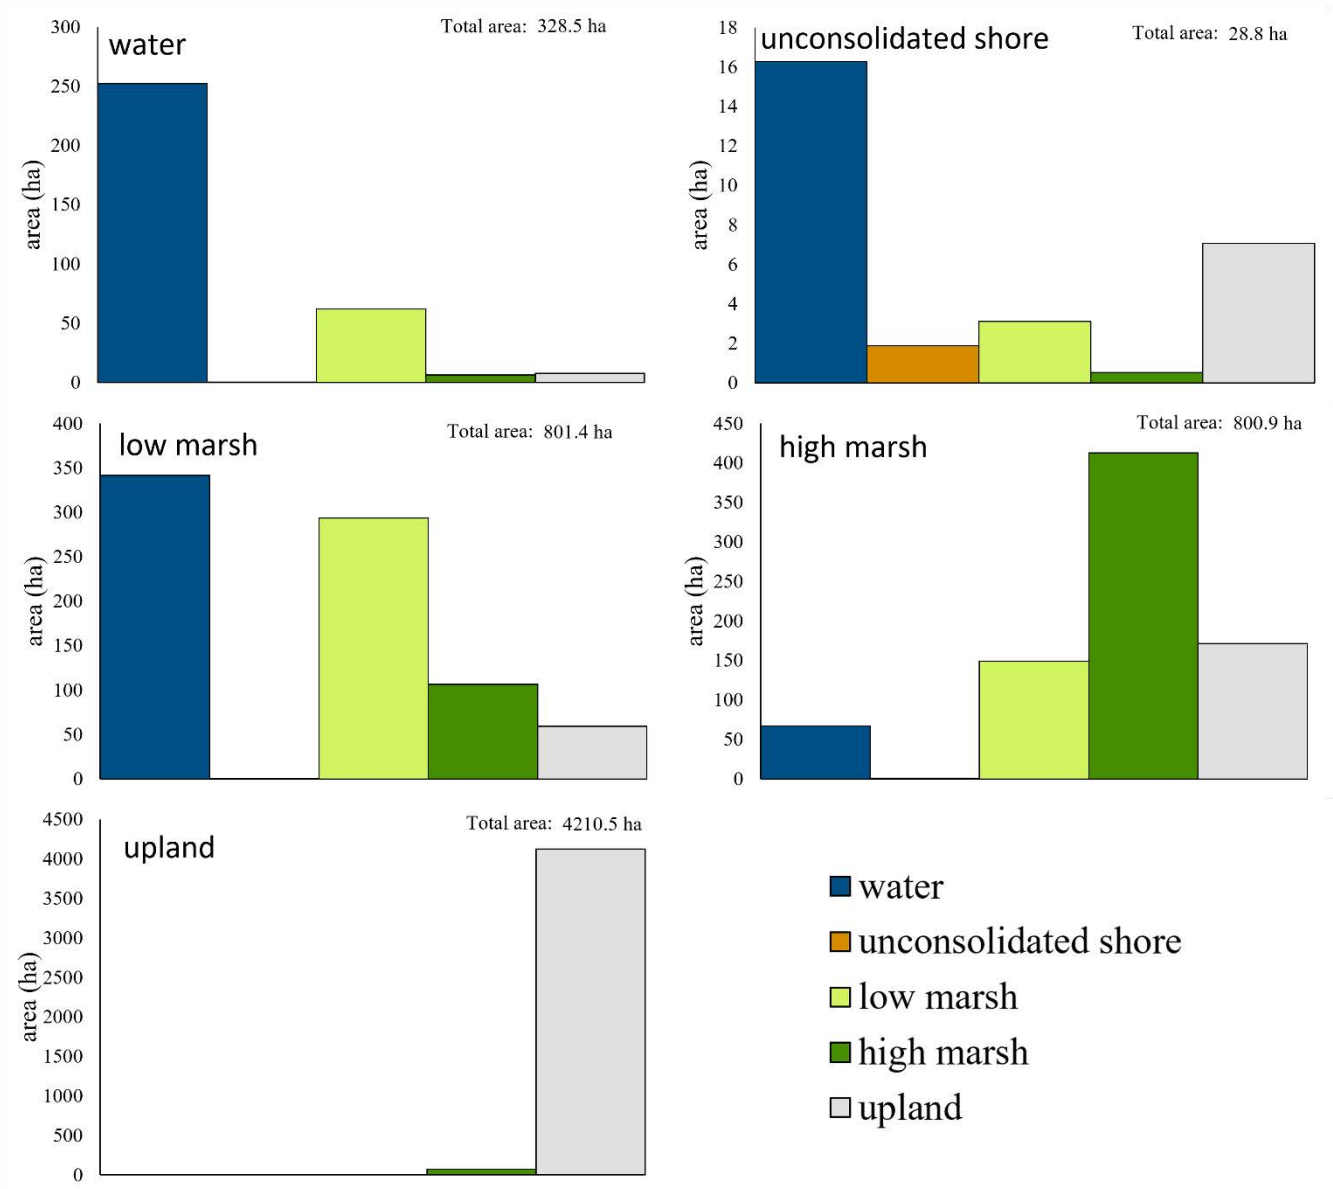 water
Total area: 328.5 ha
300
250
200
150
100
50
0
area (ha)
unconsolidated shore
Total area: 28.8 ha
18
16
14
12
10
8
6
4
2
0
area (ha)
low marsh
Total area: 801.4 ha
400
350
300
250
200
150
100
50
0
area (ha)
high marsh
Total area: 800.9 ha
450
400
350
300
250
200
150
100
50
0
area (ha)
upland
Total area: 4210.5 ha
4500
4000
3500
3000
2500
2000
1500
1000
500
0
area (ha)
water
unconsolidated shore
low marsh
high marsh
upland